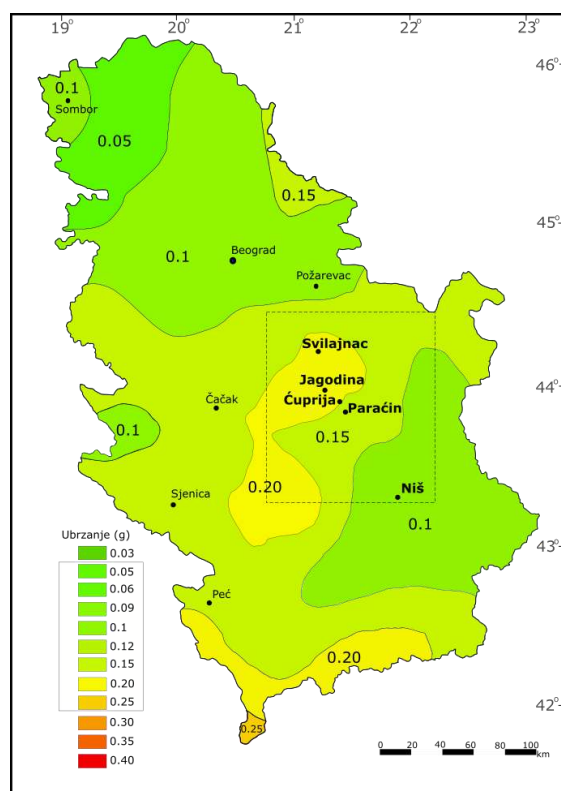 19° 20° 21° 22° 23°
46°
0.1
Sombor
0.05
0.15
45°
0.1
Beograd
Požarevac
Svilajnac
44°
Jagodina
Ćuprija
Čačak
Paraćin
0.1
0.15
0.20
Niš
Sjenica
0.1
Ubrzanje (g)
0.03
0.05
0.06
0.09
0.1
0.12
0.15
0.20
0.25
0.30
0.35
0.40
43°
Peć
0.20
42°
0.25
0 20 40 60 80 100
km